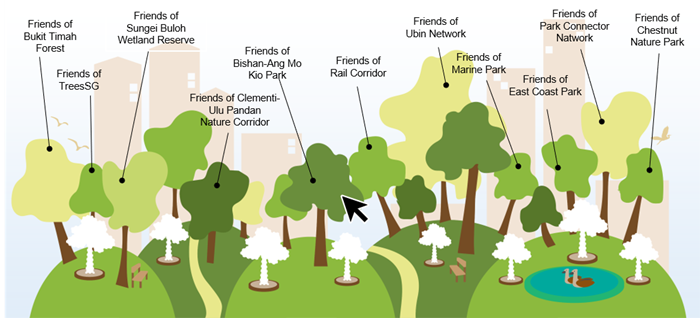 Friends of
Bukit Timah
Forest
Friends of
TreesSG
Friends of
Sungei Buloh
Wetland Reserve
Friends of Clementi-
Ulu Pandan
Nature Corridor
Friends of
Bishan-Ang Mo
Kio Park
Friends of
Rail Corridor
Friends of
Ubin Network
Friends of
Marine Park
Friends of
East Coast Park
Friends of
Park Connector
Natwork
Friends of
Chestnut
Nature Park